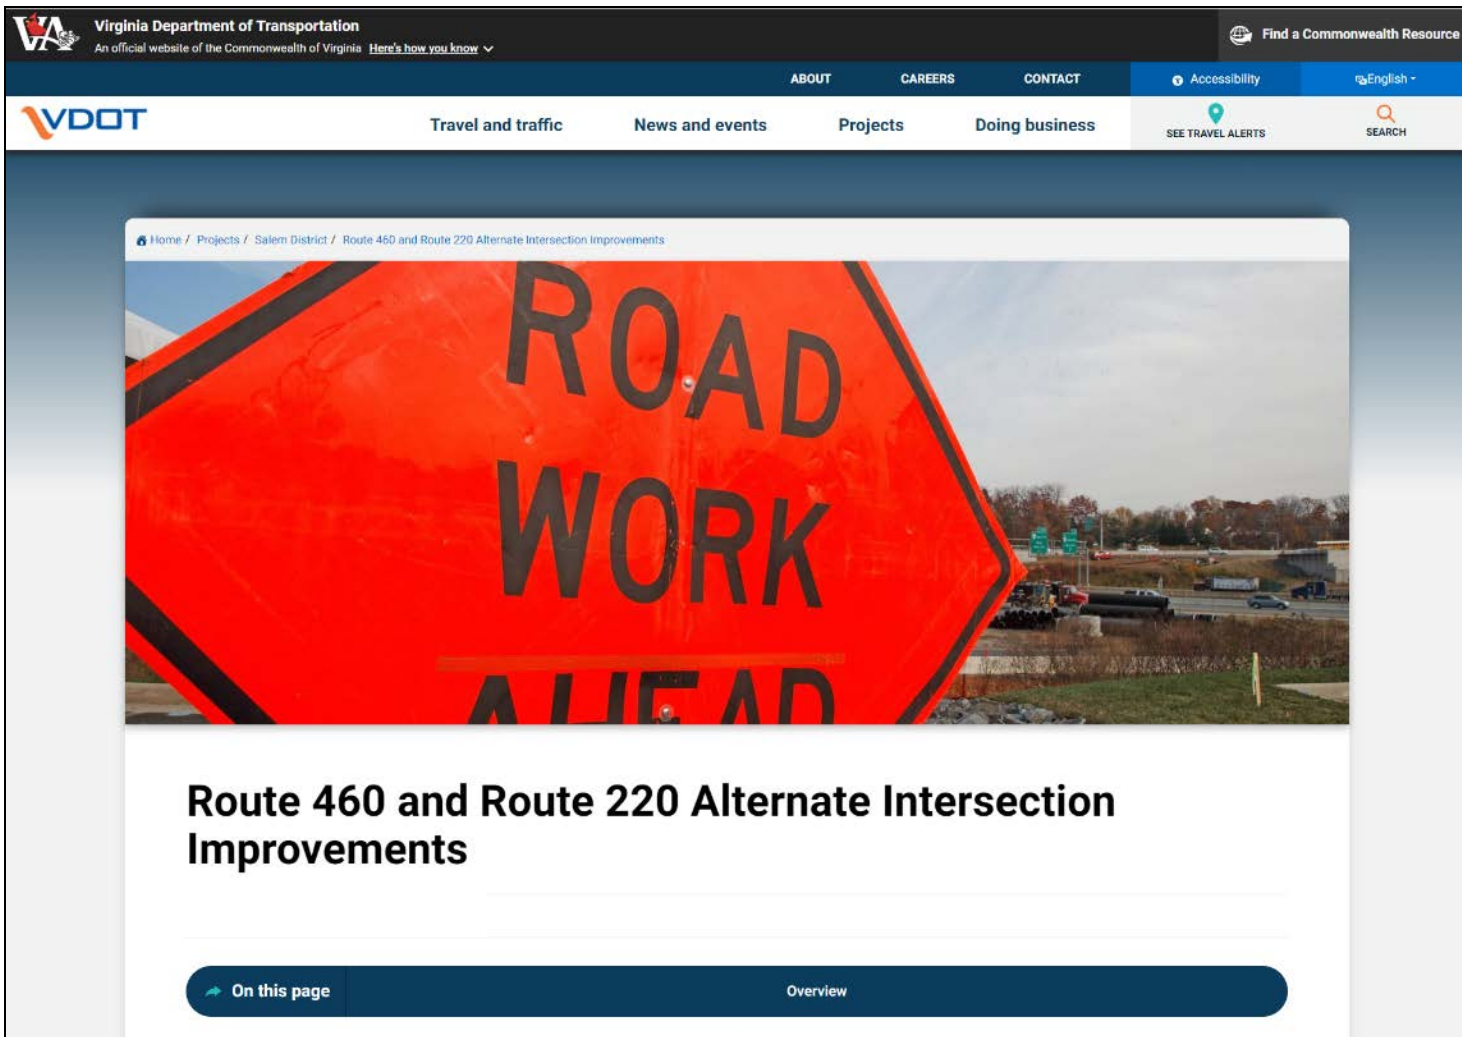 VA
Virginia Department of Transportation
An official website of the Commonwealth of Virginia Here's how you know
Find a Commonwealth Resource
ABOUT CAREERS CONTACT Accessibility English
VDOT
Travel and traffic News and events Projects Doing business SEE TRAVEL ALERTS SEARCH
Home / Projects / Salem District / Route 460 and Route 220 Alternate Intersection Improvements
ROAD
WORK
AHEAD
Route 460 and Route 220 Alternate Intersection
Improvements
On this page Overview